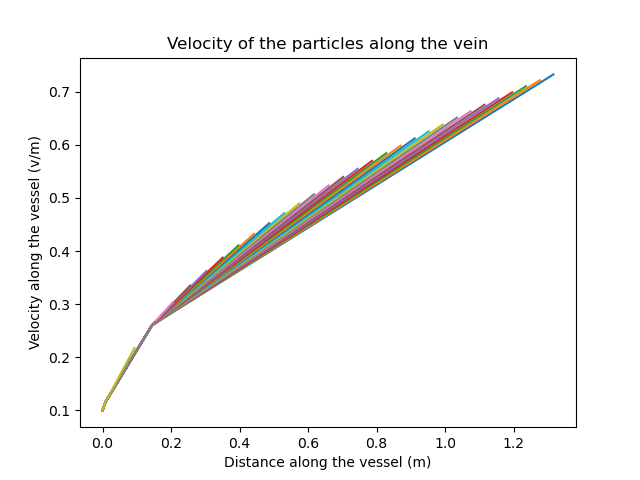 Velocity of the particles along the vein
Velocity along the vessel (v/m)
0.7
0.6
0.5
0.4
0.3
0.2
0.1
0.0 0.2 0.4 0.6 0.8 1.0 1.2
Distance along the vessel (m)